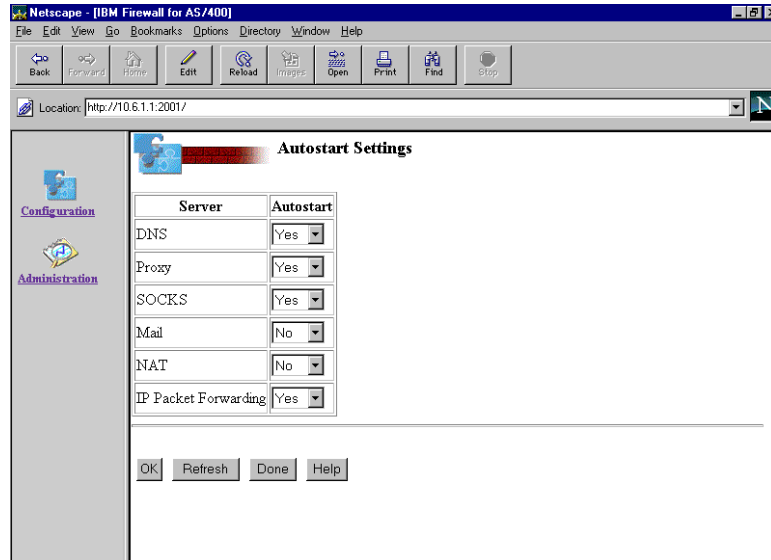 Netscape - [IBM Firewall for AS/400]
File Edit View Go Bookmarks Options Directory Window Help
Back Forward Home Edit Reload Images Open Print Find Stop
Location: http://10.6.1.1:2001/
N
Autostart Settings
Configuration
Administration
Server Autostart
DNS Yes
Proxy Yes
SOCKS Yes
Mail No
NAT No
IP Packet Forwarding Yes
OK Refresh Done Help